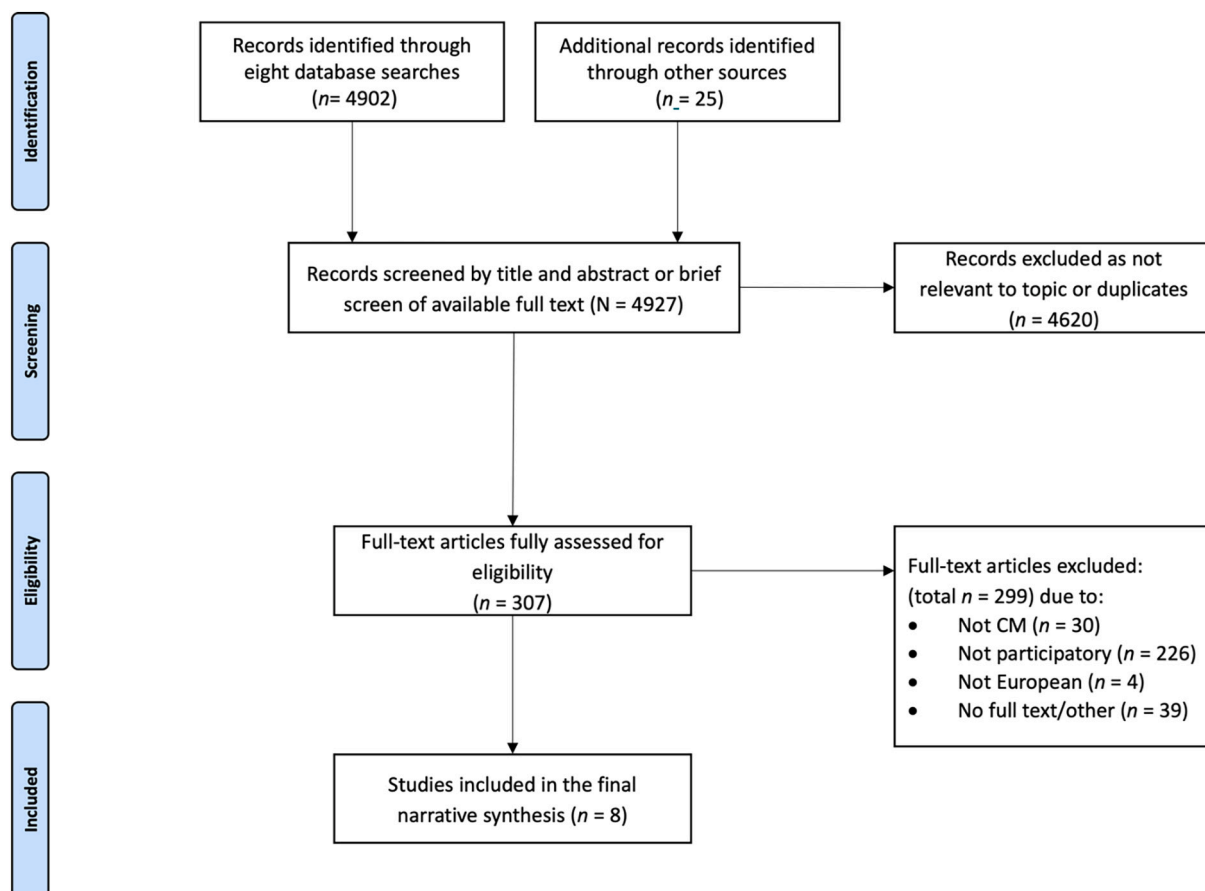 Identification
Records identified through
eight database searches
(n= 4902)
Additional records identified
through other sources
(n = 25)
Screening
Records screened by title and abstract or brief
screen of available full text (N = 4927)
Records excluded as not
relevant to topic or duplicates
(n = 4620)
Eligibility
Full-text articles fully assessed for
eligibility
(n = 307)
Full-text articles excluded:
(total n = 299) due to:
• Not CM (n = 30)
• Not participatory (n = 226)
• Not European (n = 4)
• No full text/other (n = 39)
Included
Studies included in the final
narrative synthesis (n = 8)